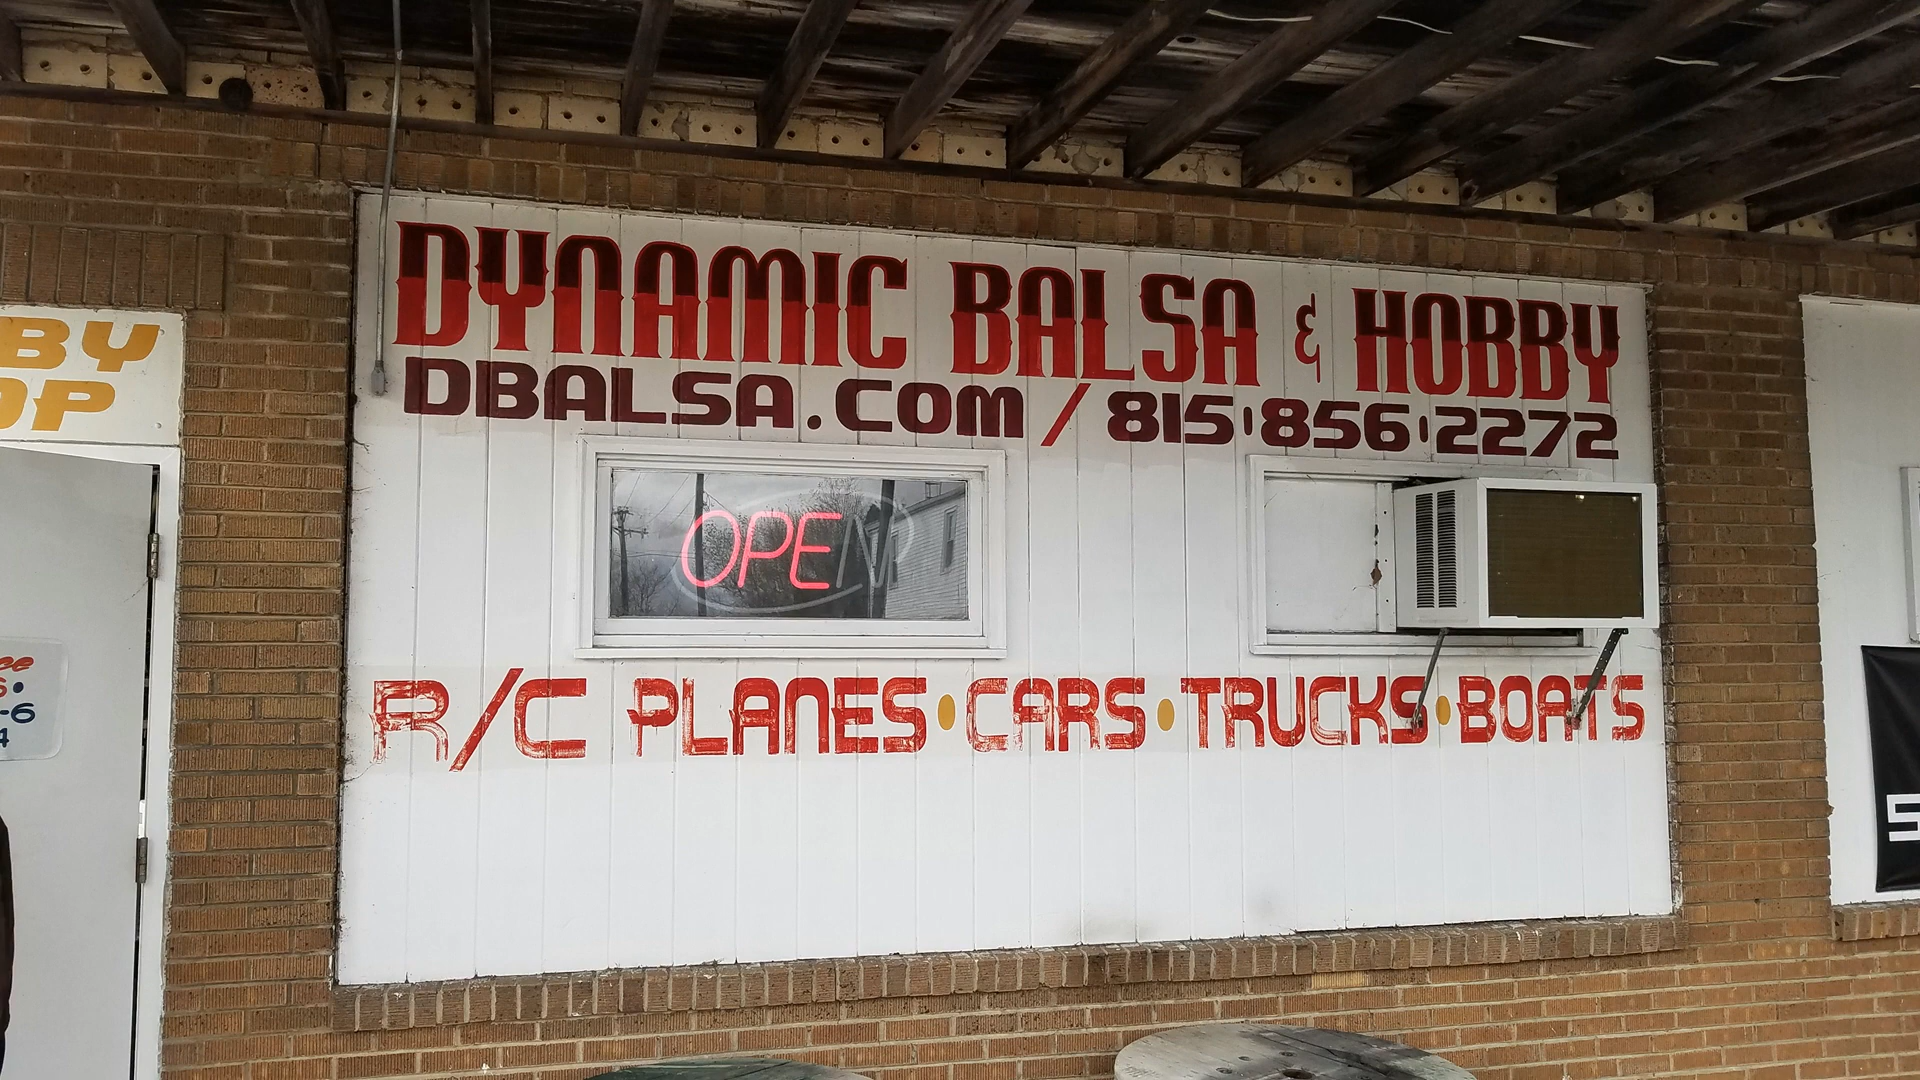 DYNAMIC BALSA & HOBBY
DBALSA.COM / 815·856·2272
OPEN
R/C PLANES · CARS · TRUCKS · BOATS